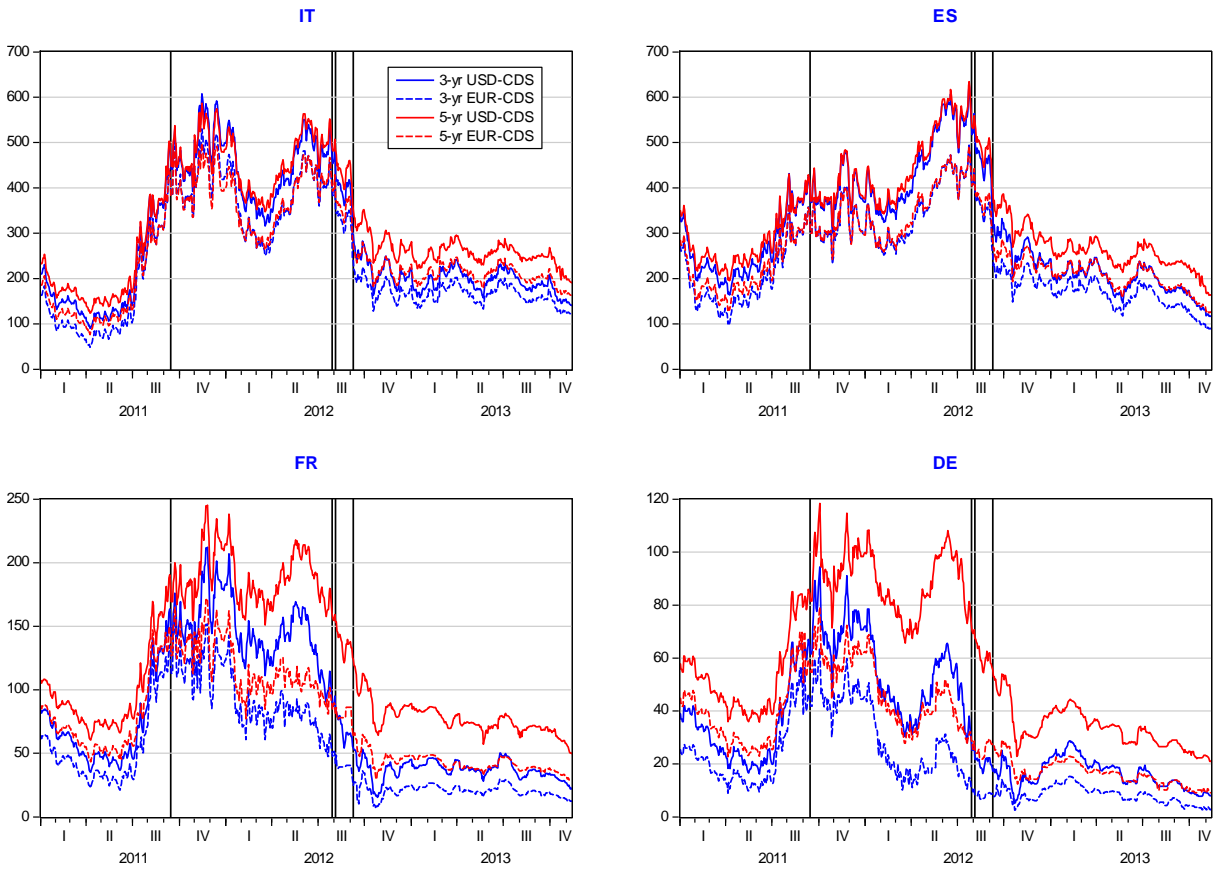 IT
700
600
500
400
300
200
100
0
3-yr USD-CDS
3-yr EUR-CDS
5-yr USD-CDS
5-yr EUR-CDS
I II III IV I II III IV I II III IV
2011 2012 2013
ES
700
600
500
400
300
200
100
0
I II III IV I II III IV I II III IV
2011 2012 2013
FR
250
200
150
100
50
0
I II III IV I II III IV I II III IV
2011 2012 2013
DE
120
100
80
60
40
20
0
I II III IV I II III IV I II III IV
2011 2012 2013